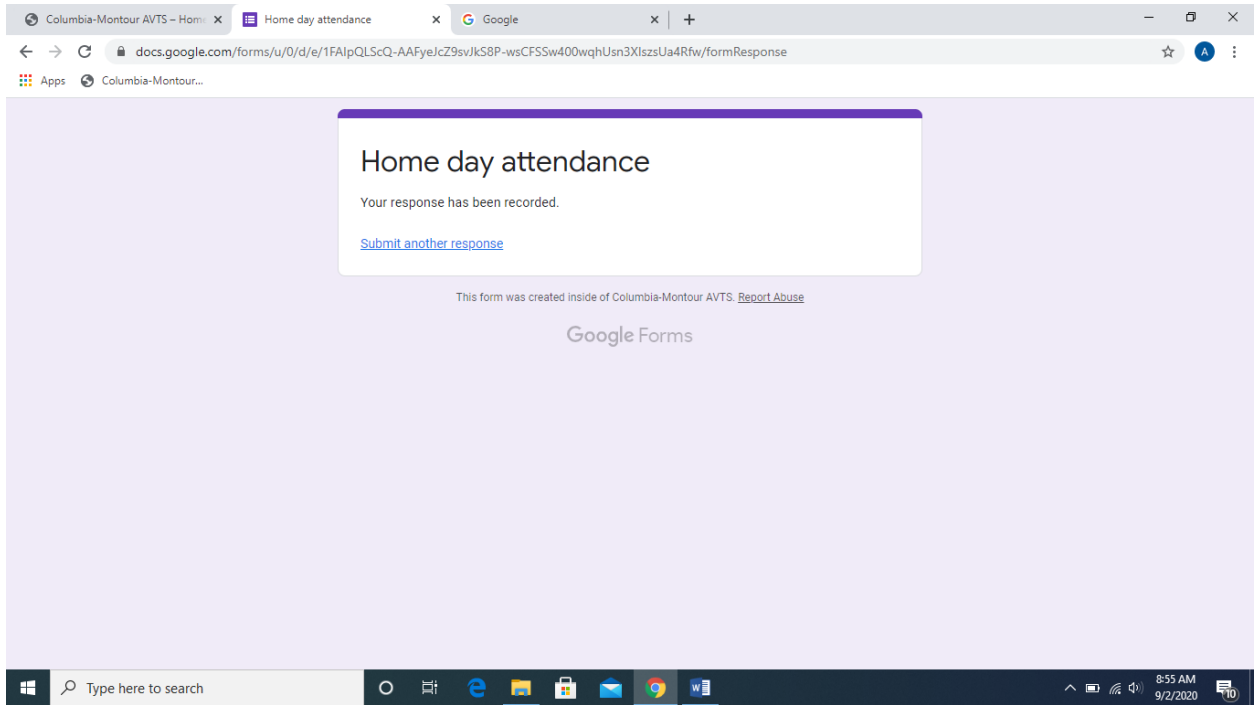 Columbia-Montour AVTS – Home
Home day attendance
Google
docs.google.com/forms/u/0/d/e/1FAIpQLScQ-AAFyeJcZ9svJkS8P-wsCFSSw400wqhUsn3XlszsUa4Rfw/formResponse
A
Apps
Columbia-Montour...
Home day attendance
Your response has been recorded.
Submit another response
This form was created inside of Columbia-Montour AVTS. Report Abuse
Google Forms
Type here to search
8:55 AM
9/2/2020
10